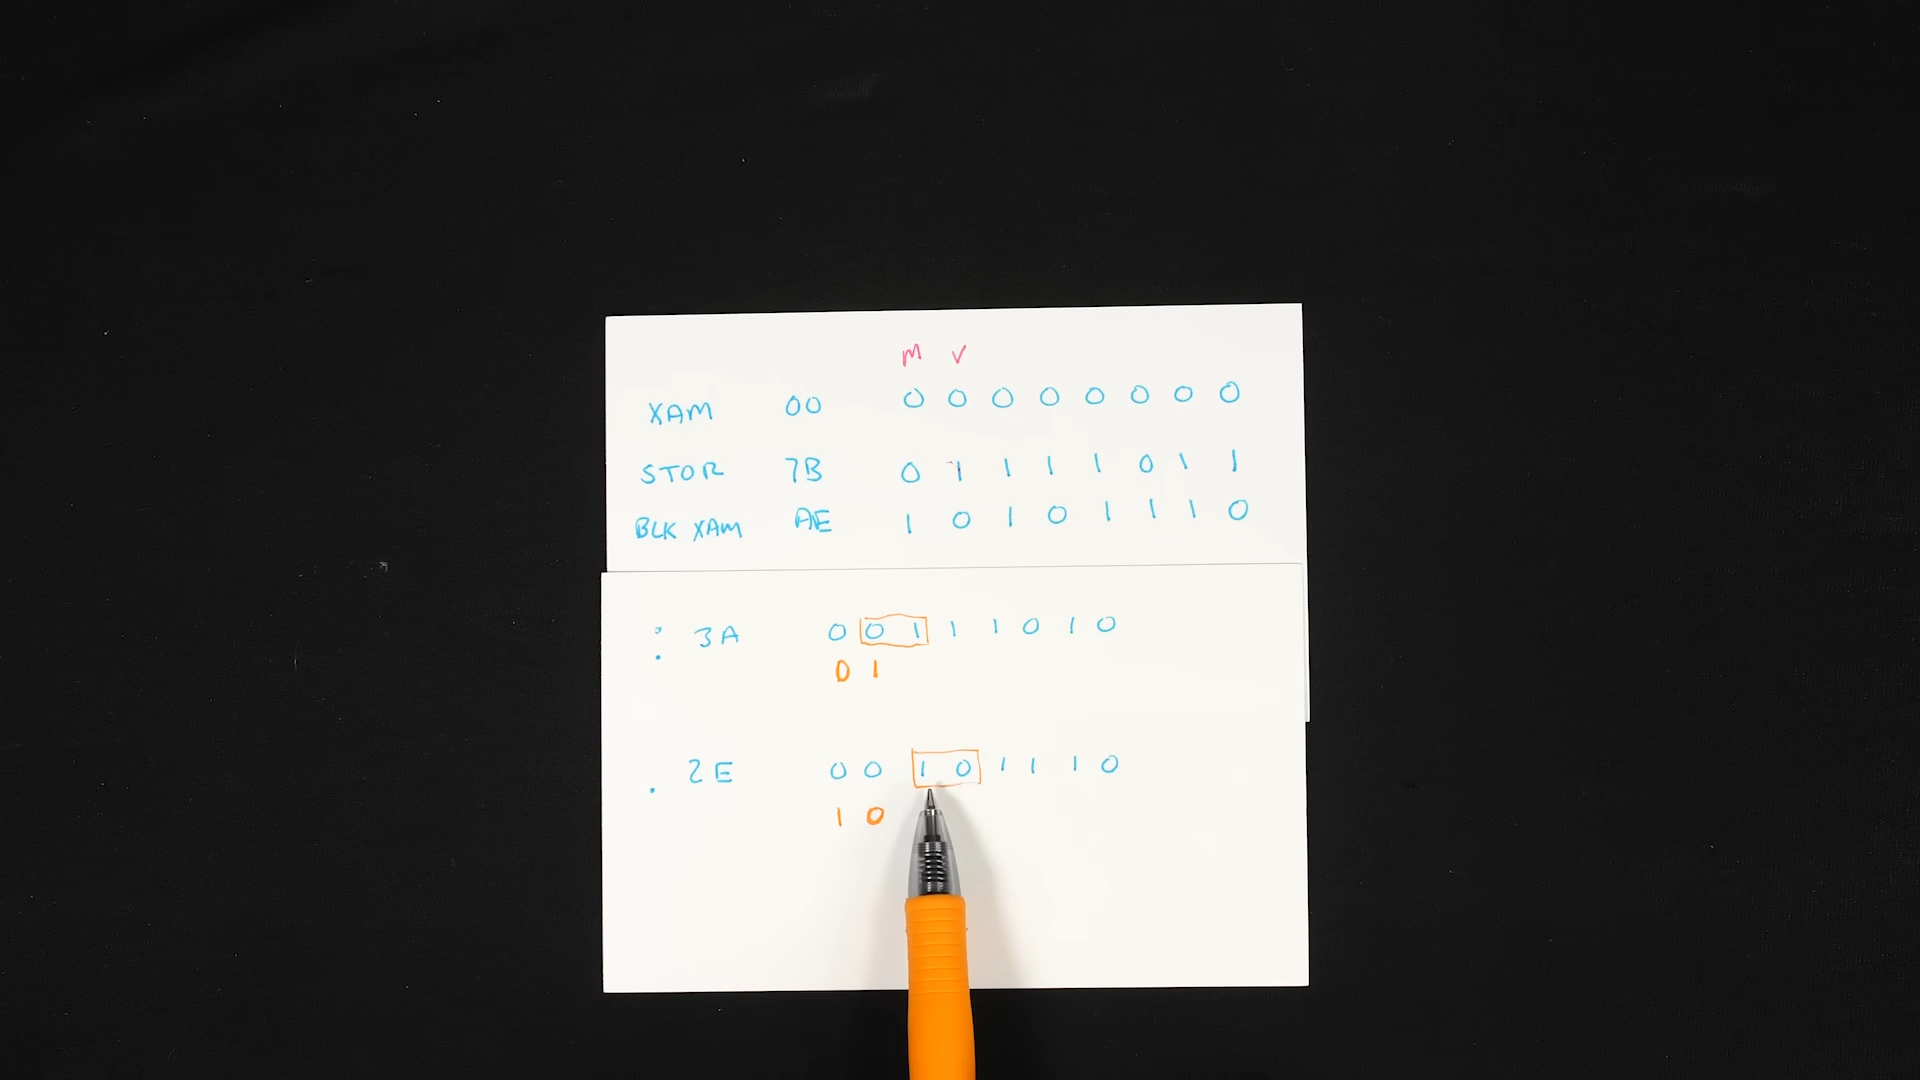 M V
XAM 00 0 0 0 0 0 0 0 0
STOR 7B 0 1 1 1 1 0 1 1
BLK XAM AE 1 0 1 0 1 1 1 0
: 3A 0 0 1 1 1 0 1 0
0 1
. 2E 0 0 1 0 1 1 1 0
1 0